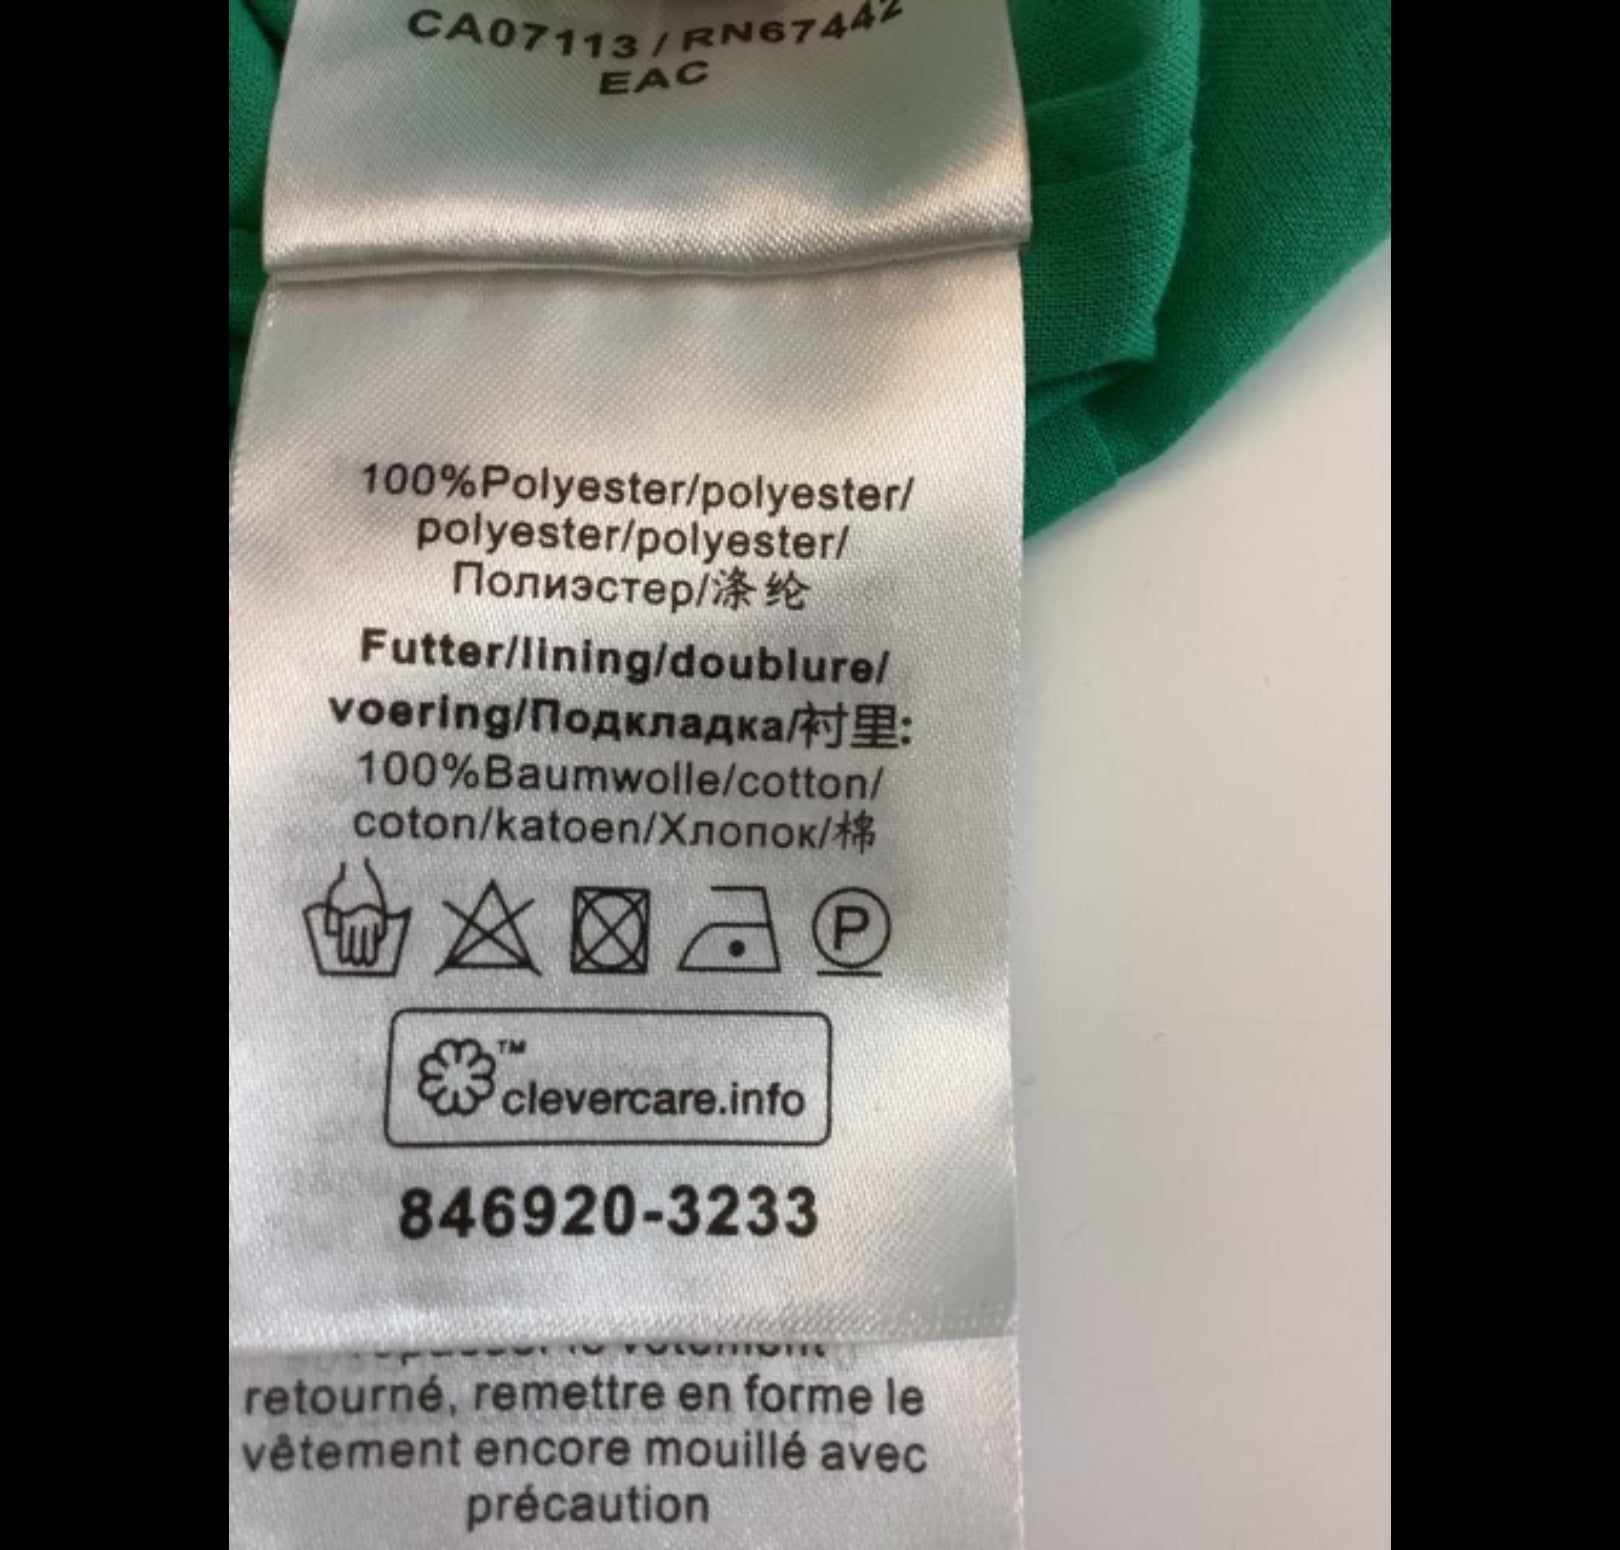 CA07113 / RN67442
EAC
100%Polyester/polyester/
polyester/polyester/
Полиэстер/涤纶
Futter/lining/doublure/
voering/Подкладка/衬里:
100%Baumwolle/cotton/
coton/katoen/Хлопок/棉
P
TM
clevercare.info
846920-3233
le vêtement
retourné, remettre en forme le
vêtement encore mouillé avec
précaution